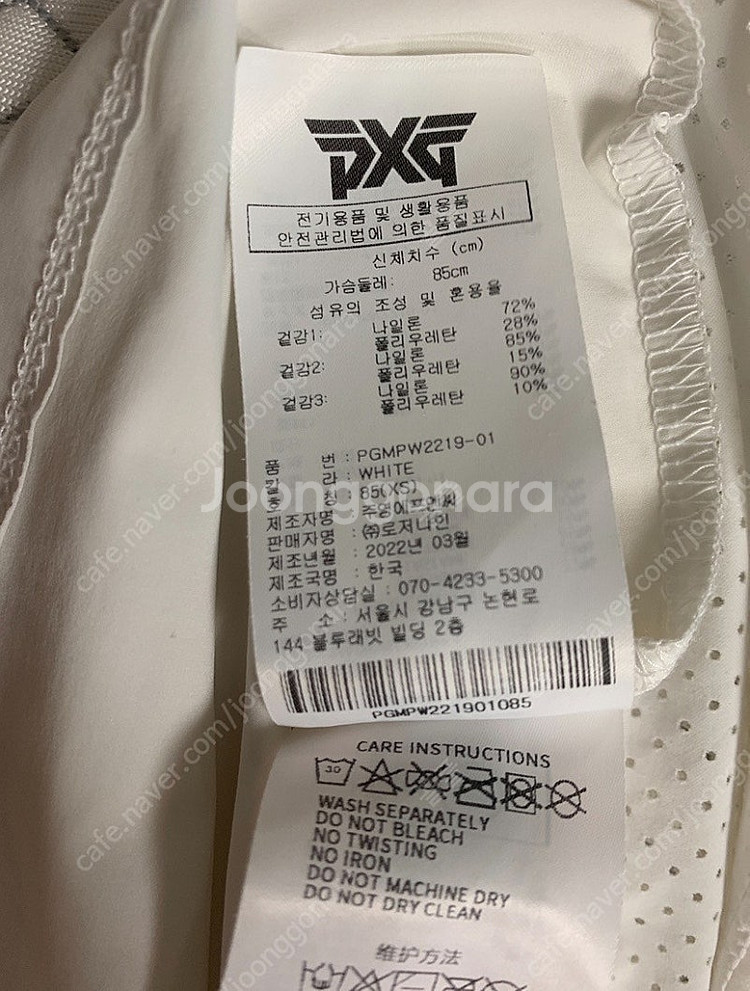 PXG
전기용품 및 생활용품
안전관리법에 의한 품질표시
신체치수 (cm)
가슴둘레: 85cm
섬유의 조성 및 혼용율
겉감1: 나일론 72%
폴리우레탄 28%
겉감2: 나일론 85%
폴리우레탄 15%
겉감3: 나일론 90%
폴리우레탄 10%
품 번 : PGMPW2219-01
칼 라 : WHITE
호 칭 : 85(XS)
제조자명 : 주영에프엔씨
판매자명 : ㈜로저나인
제조년월 : 2022년 03월
제조국명 : 한국
소비자상담실 : 070-4233-5300
주 소 : 서울시 강남구 논현로
144 블루래빗 빌딩 2층
PGMPW221901085
Joonggonara
CARE INSTRUCTIONS
30
WASH SEPARATELY
DO NOT BLEACH
NO TWISTING
NO IRON
DO NOT MACHINE DRY
DO NOT DRY CLEAN
维护方法
cafe.naver.com/joonggonara